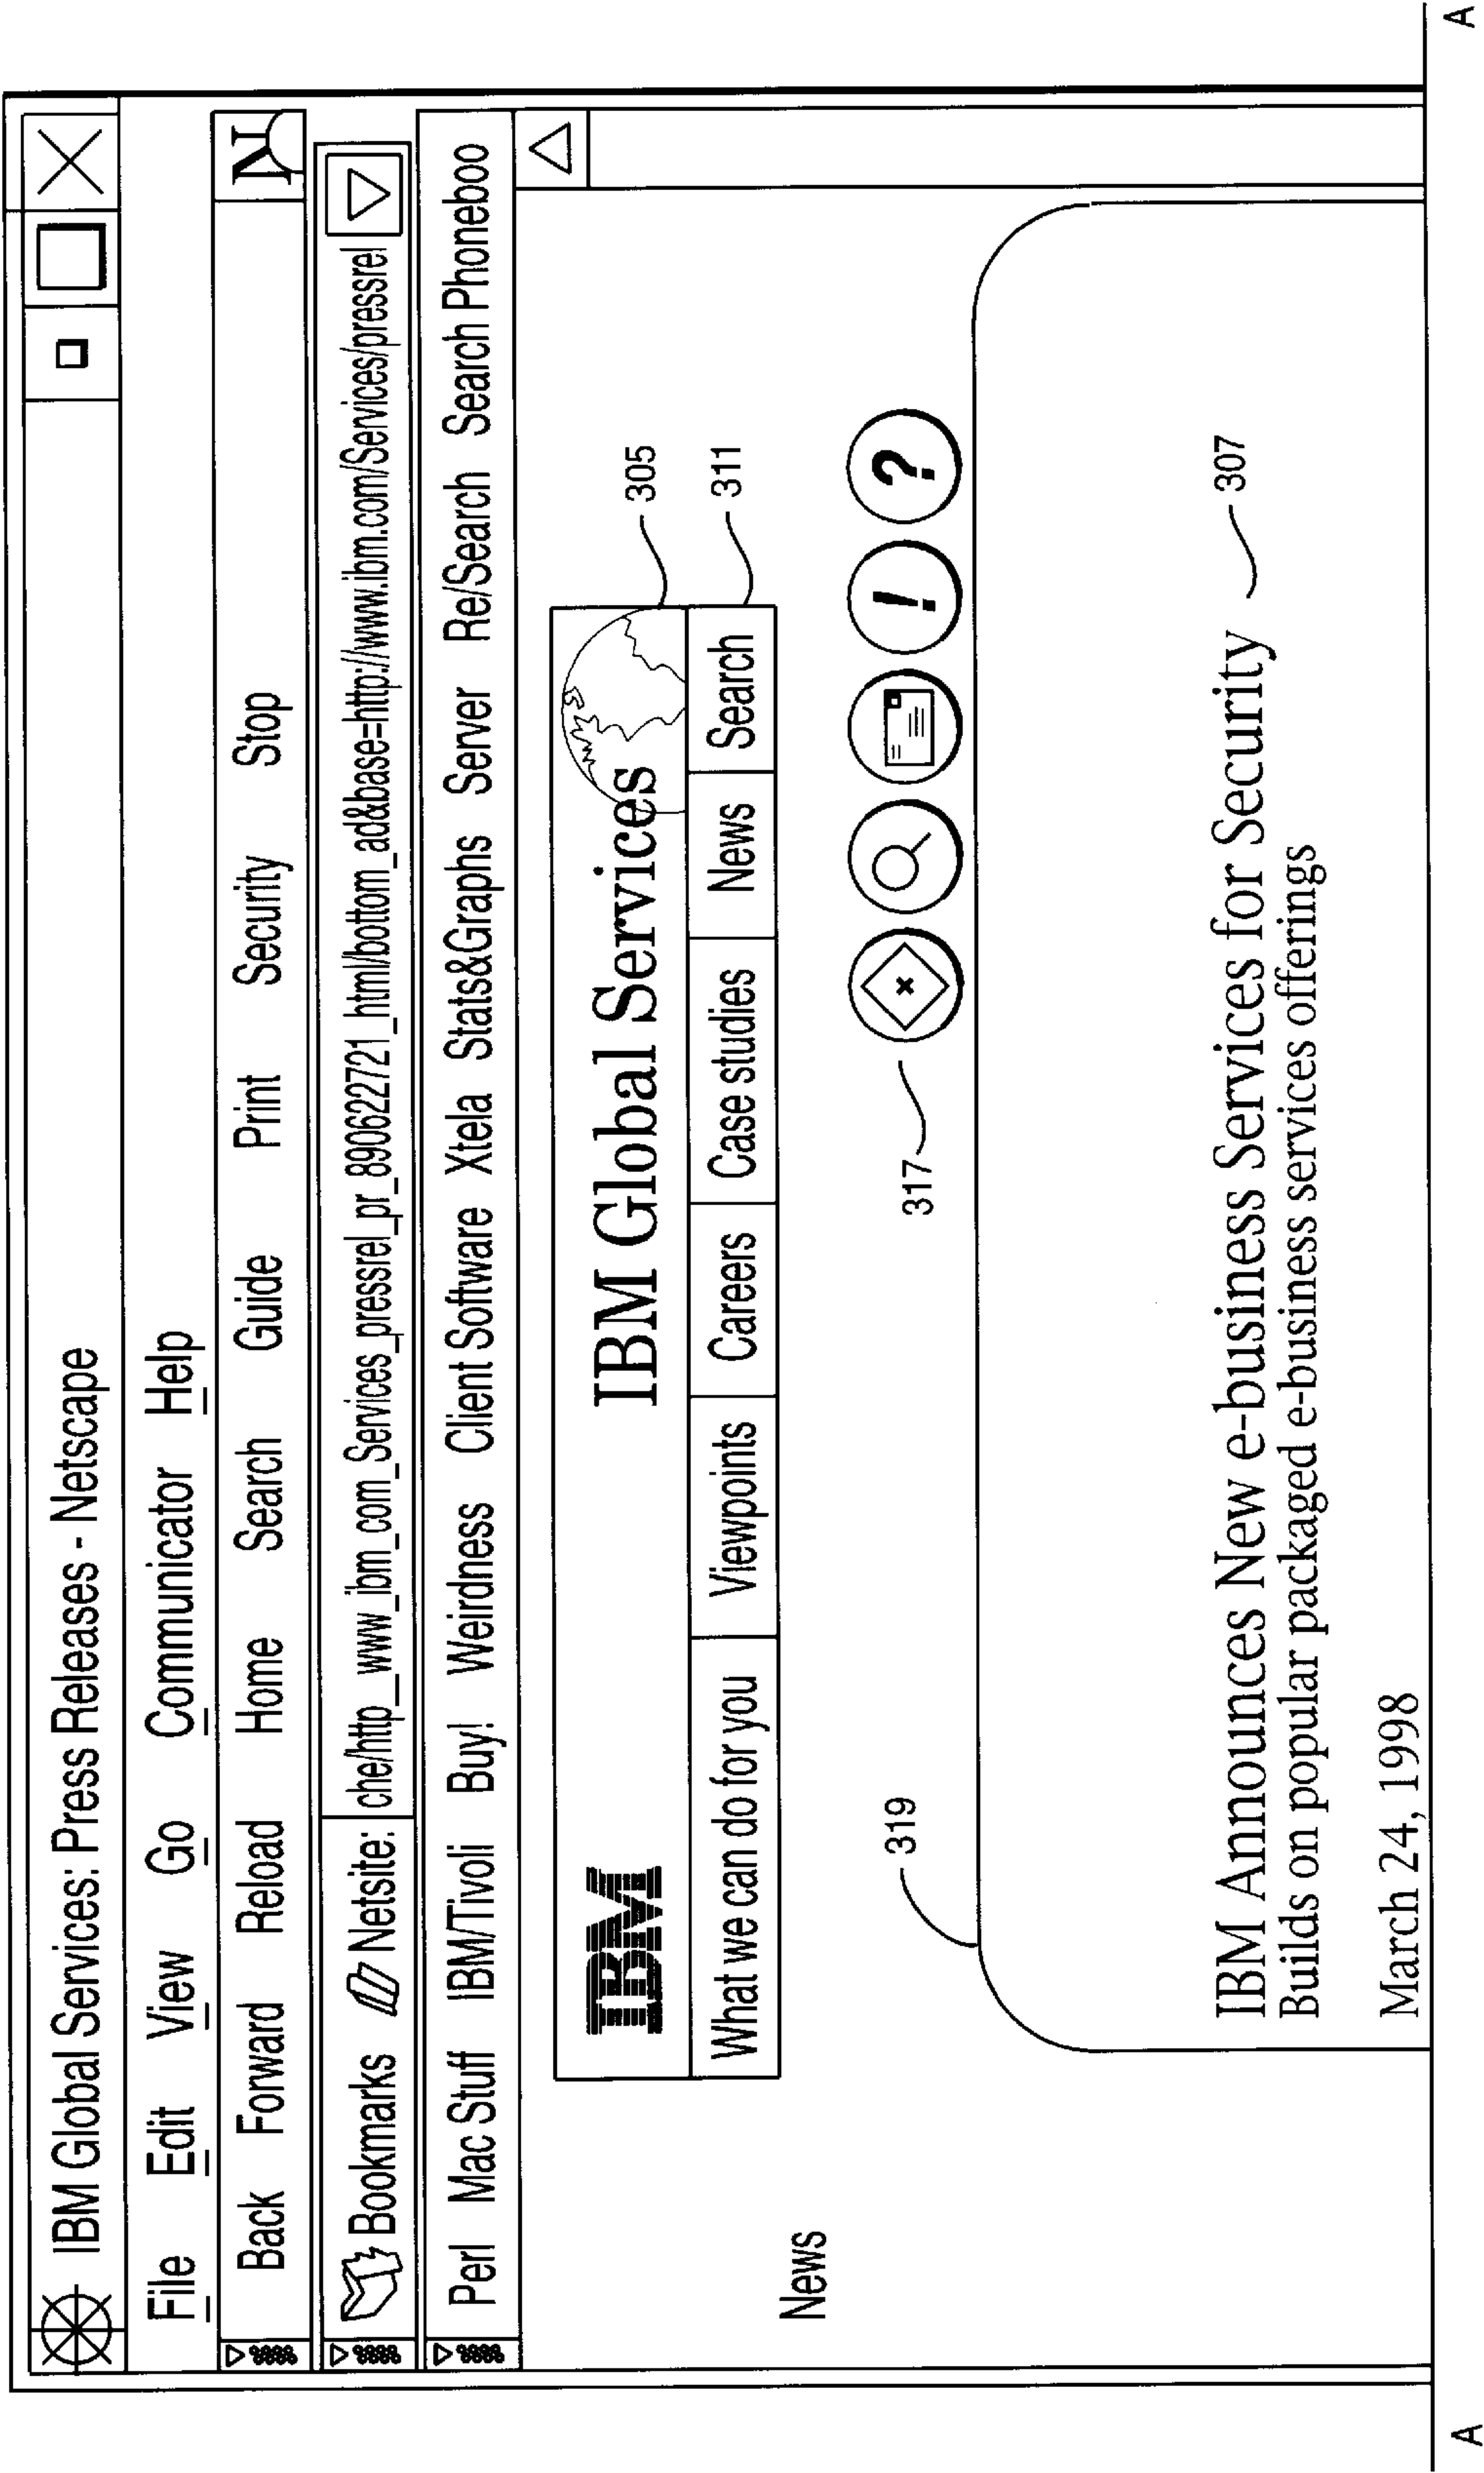 IBM Global Services: Press Releases - Netscape
File Edit View Go Communicator Help
Back Forward Reload Home Search Guide Print Security Stop
N
Bookmarks Netsite: che/http__www_ibm_com_Services_pressrel_pr_890622721_html/bottom_ad&base=http://www.ibm.com/Services/pressrel
Perl Mac Stuff IBM/Tivoli Buy! Weirdness Client Software Xtela Stats&Graphs Server Re/Search Search Phoneboo
IBM IBM Global Services
305
What we can do for you Viewpoints Careers Case studies News Search
311
News
! ?
317
319
IBM Announces New e-business Services for Security
307
Builds on popular packaged e-business services offerings
March 24, 1998
A A